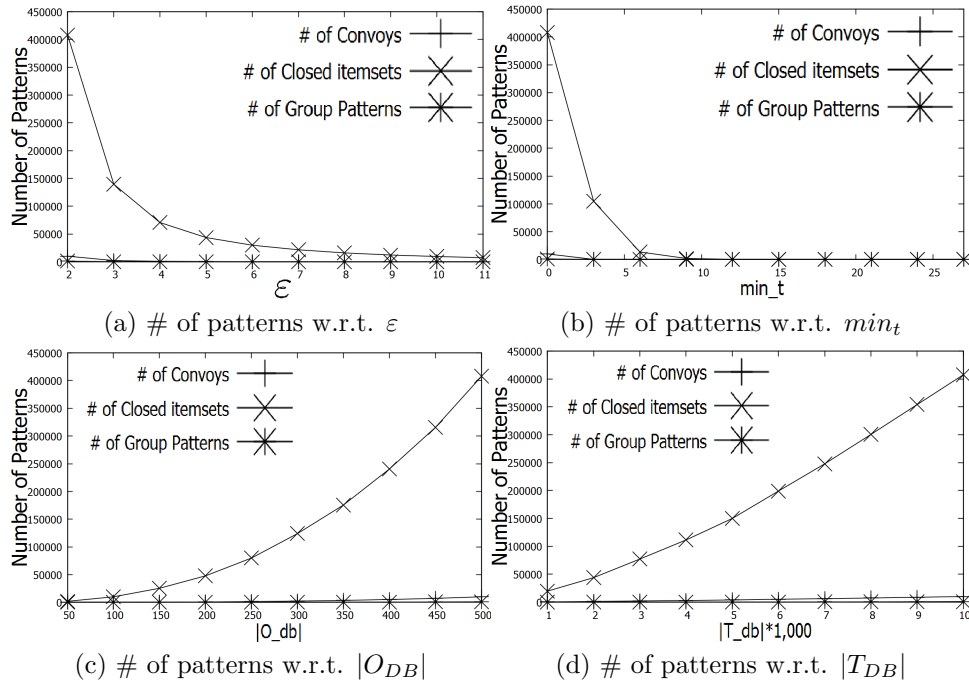 450000
400000
350000
300000
250000
200000
150000
100000
50000
0
Number of Patterns
# of Convoys
# of Closed itemsets
# of Group Patterns
2 3 4 5 6 7 8 9 10 11
ε
(a) # of patterns w.r.t. ε
450000
400000
350000
300000
250000
200000
150000
100000
50000
0
Number of Patterns
# of Convoys
# of Closed itemsets
# of Group Patterns
0 5 10 15 20 25
min_t
(b) # of patterns w.r.t. min_t
450000
400000
350000
300000
250000
200000
150000
100000
50000
0
Number of Patterns
# of Convoys
# of Closed itemsets
# of Group Patterns
50 100 150 200 250 300 350 400 450 500
|O_db|
(c) # of patterns w.r.t. |O_DB|
450000
400000
350000
300000
250000
200000
150000
100000
50000
0
Number of Patterns
# of Convoys
# of Closed itemsets
# of Group Patterns
1 2 3 4 5 6 7 8 9 10
|T_db|*1,000
(d) # of patterns w.r.t. |T_DB|